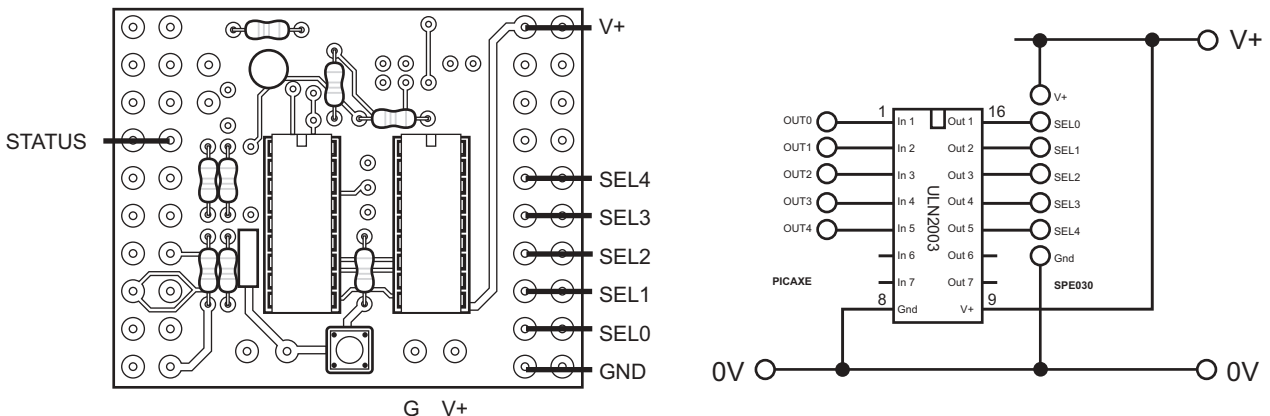 V+
STATUS
SEL4
SEL3
SEL2
SEL1
SEL0
GND
G V+
V+
V+
1 16
OUT0 In 1 Out 1 SEL0
OUT1 In 2 Out 2 SEL1
OUT2 In 3 Out 3 SEL2
OUT3 In 4 Out 4 SEL3
OUT4 In 5 Out 5 SEL4
ULN2003
In 6 Out 6 Gnd
PICAXE In 7 Out 7 SPE030
8 9
Gnd V+
0V 0V